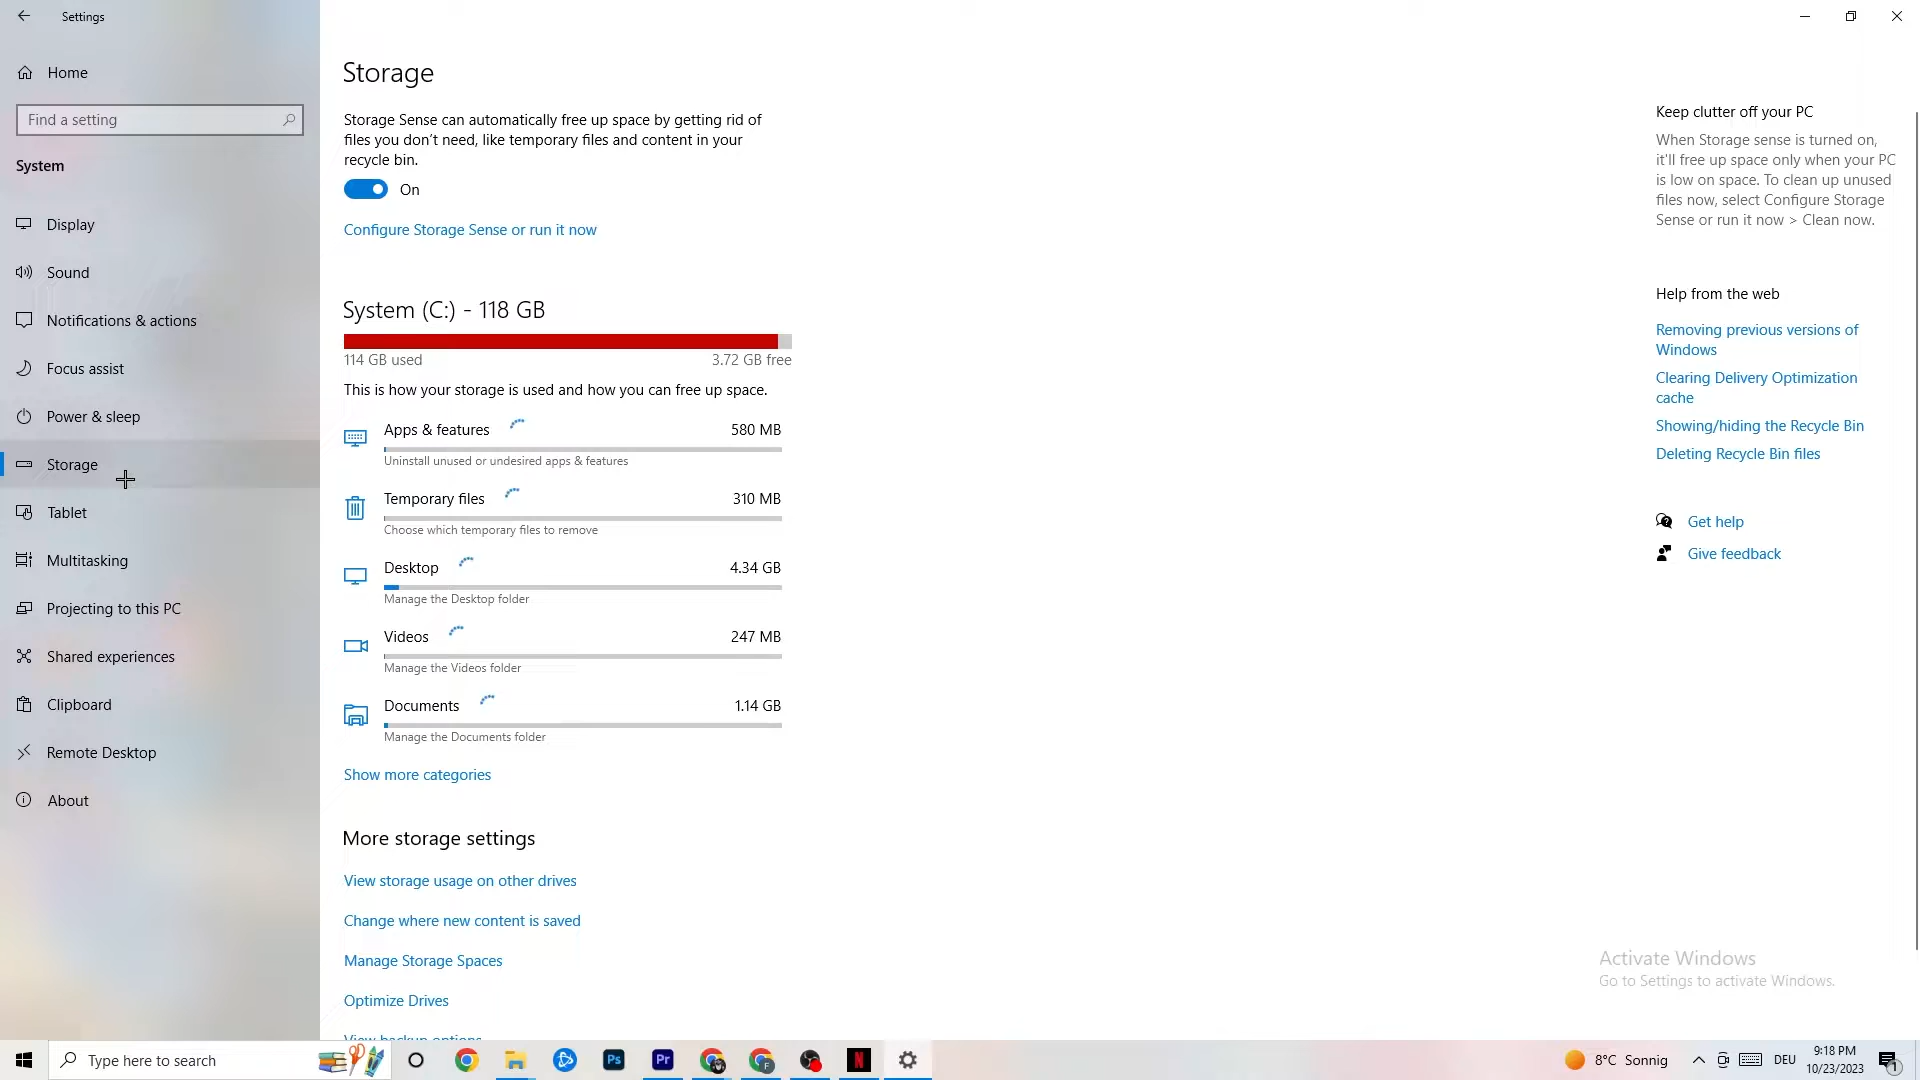 Settings
Home
Find a setting
System
Display
Sound
Notifications & actions
Focus assist
Power & sleep
Storage
Tablet
Multitasking
Projecting to this PC
Shared experiences
Clipboard
Remote Desktop
About
Storage
Storage Sense can automatically free up space by getting rid of
files you don't need, like temporary files and content in your
recycle bin.
On
Configure Storage Sense or run it now
System (C:) - 118 GB
114 GB used
3.72 GB free
This is how your storage is used and how you can free up space.
Apps & features
580 MB
Uninstall unused or undesired apps & features
Temporary files
310 MB
Choose which temporary files to remove
Desktop
4.34 GB
Manage the Desktop folder
Videos
247 MB
Manage the Videos folder
Documents
1.14 GB
Manage the Documents folder
Show more categories
More storage settings
View storage usage on other drives
Change where new content is saved
Manage Storage Spaces
Optimize Drives
View backup options
Keep clutter off your PC
When Storage sense is turned on,
it'll free up space only when your PC
is low on space. To clean up unused
files now, select Configure Storage
Sense or run it now > Clean now.
Help from the web
Removing previous versions of
Windows
Clearing Delivery Optimization
cache
Showing/hiding the Recycle Bin
Deleting Recycle Bin files
Get help
Give feedback
Activate Windows
Go to Settings to activate Windows.
Type here to search
Ps
Pr
F
N
8°C Sonnig
DEU
9:18 PM
10/23/2023
1